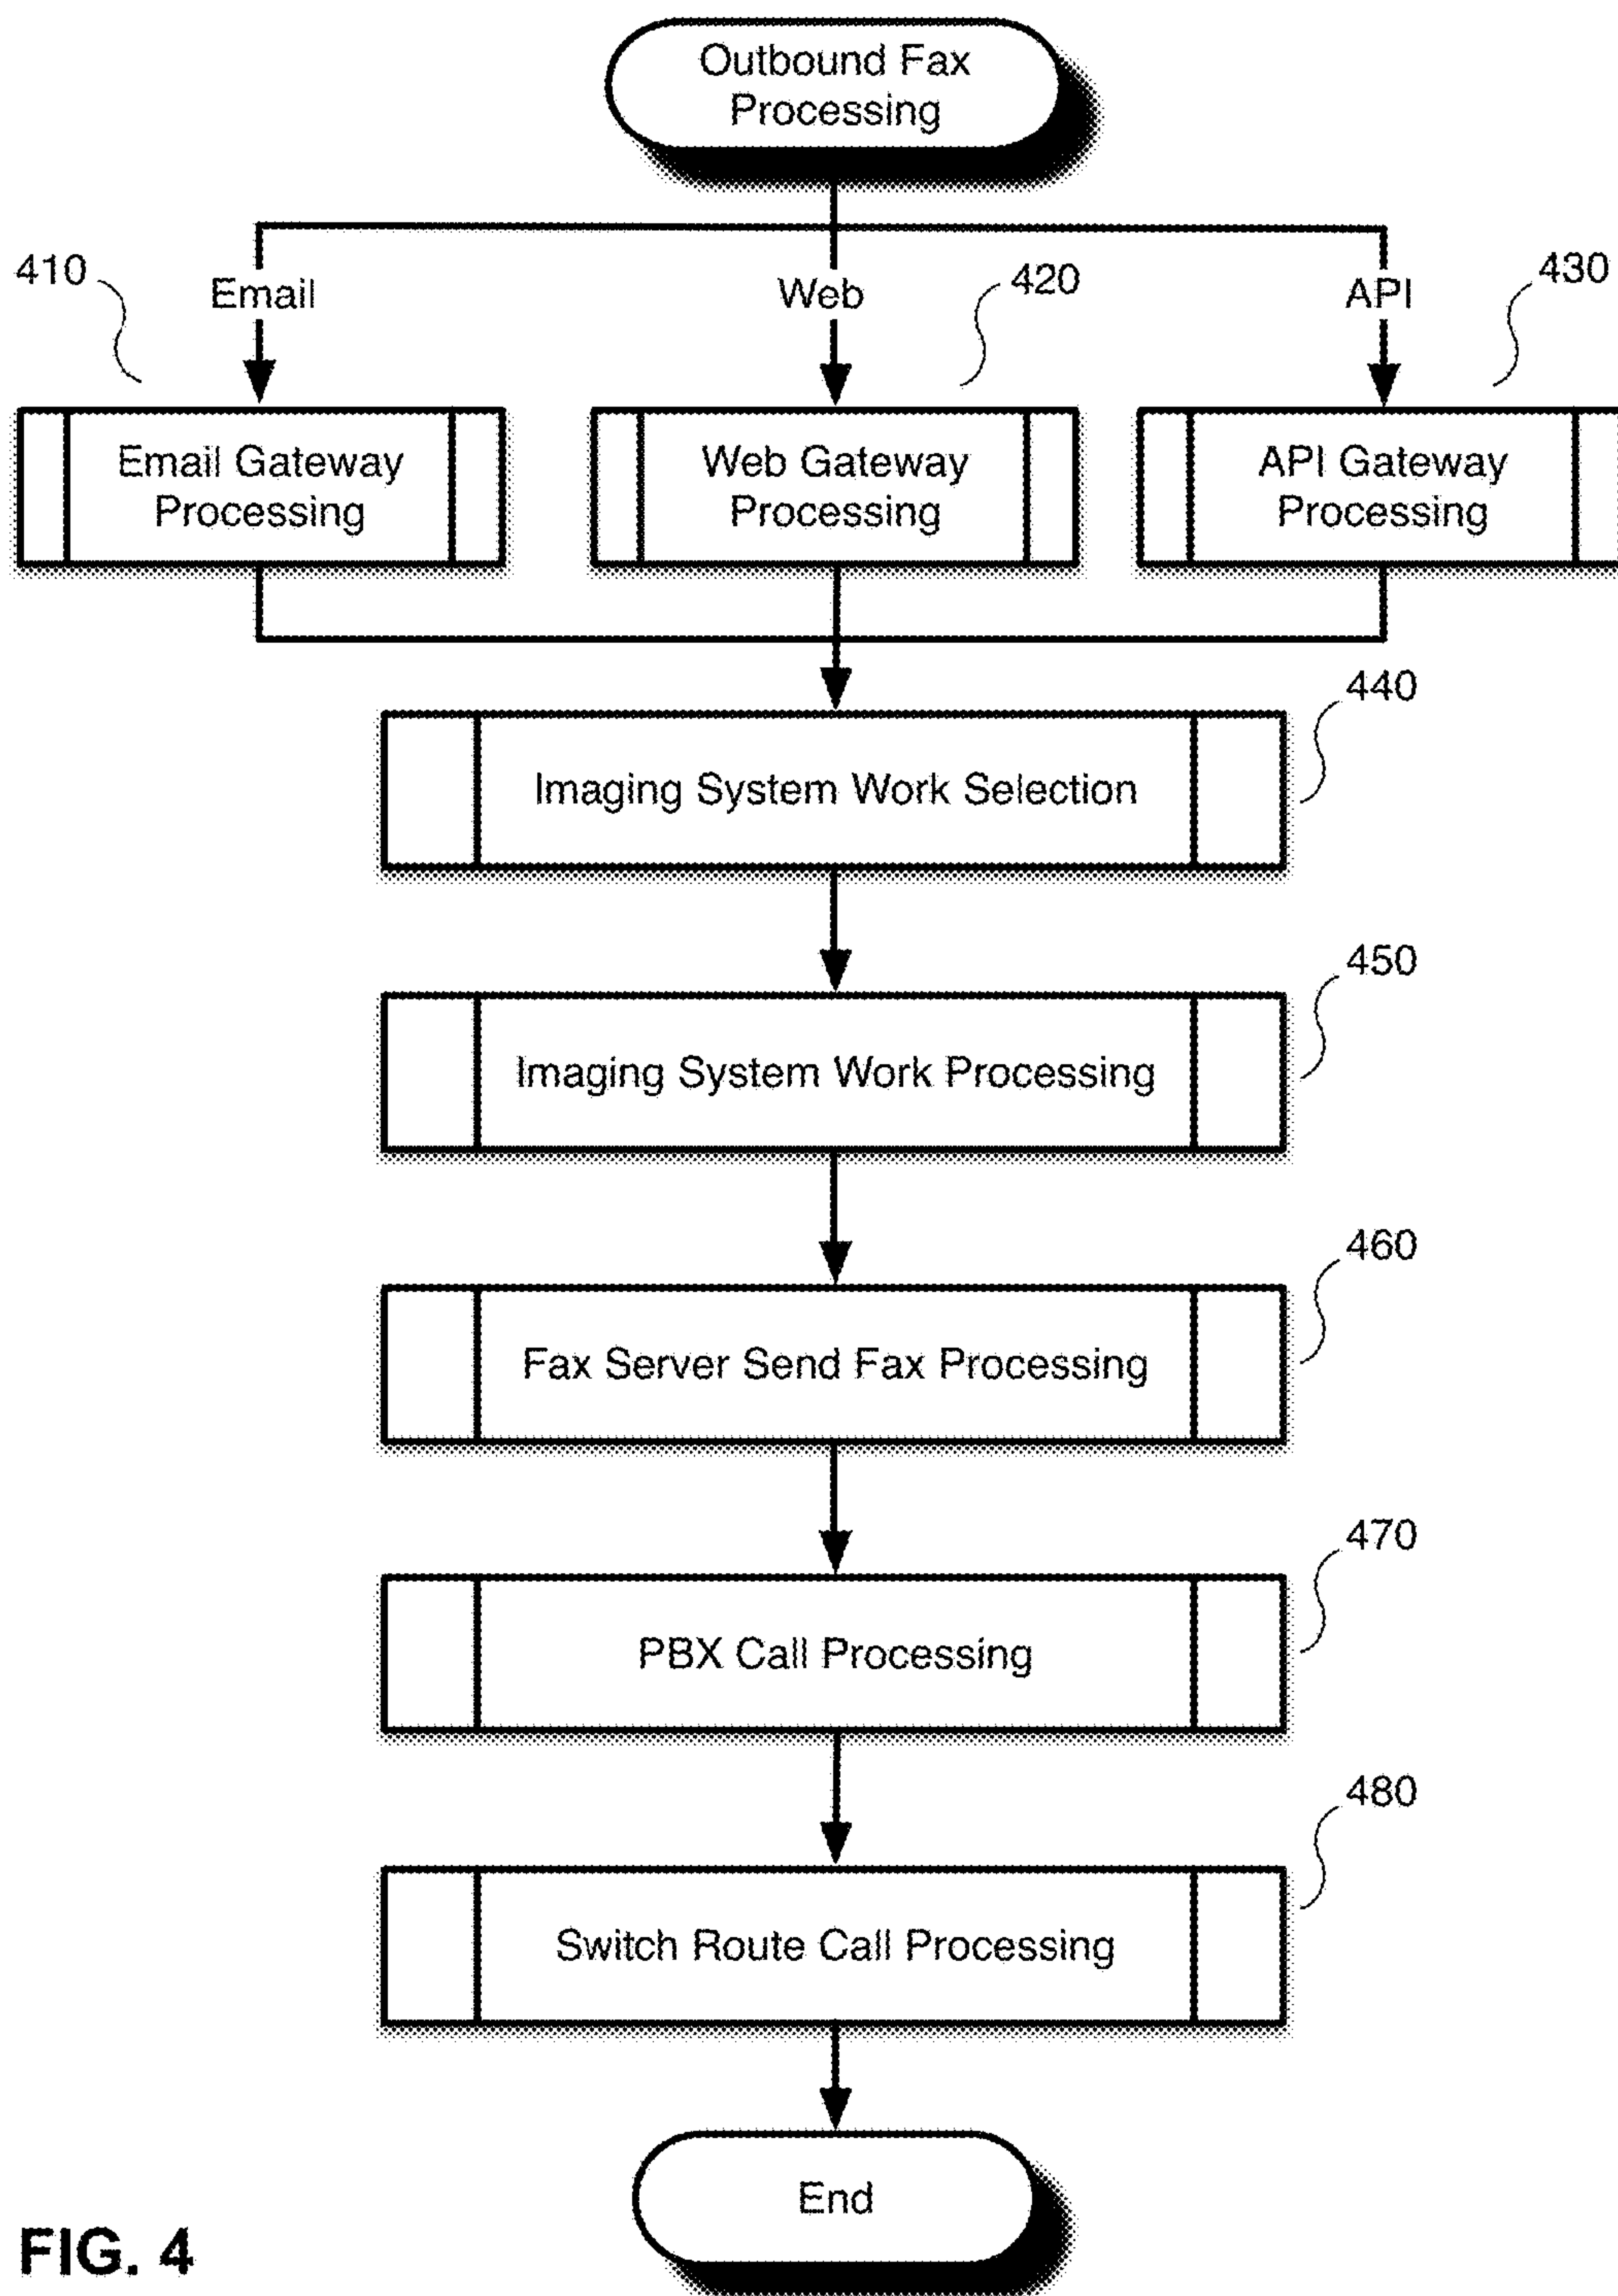 Outbound Fax
Processing
410
Email
Web
420
API
430
Email Gateway
Processing
Web Gateway
Processing
API Gateway
Processing
440
Imaging System Work Selection
450
Imaging System Work Processing
460
Fax Server Send Fax Processing
470
PBX Call Processing
480
Switch Route Call Processing
End
FIG. 4